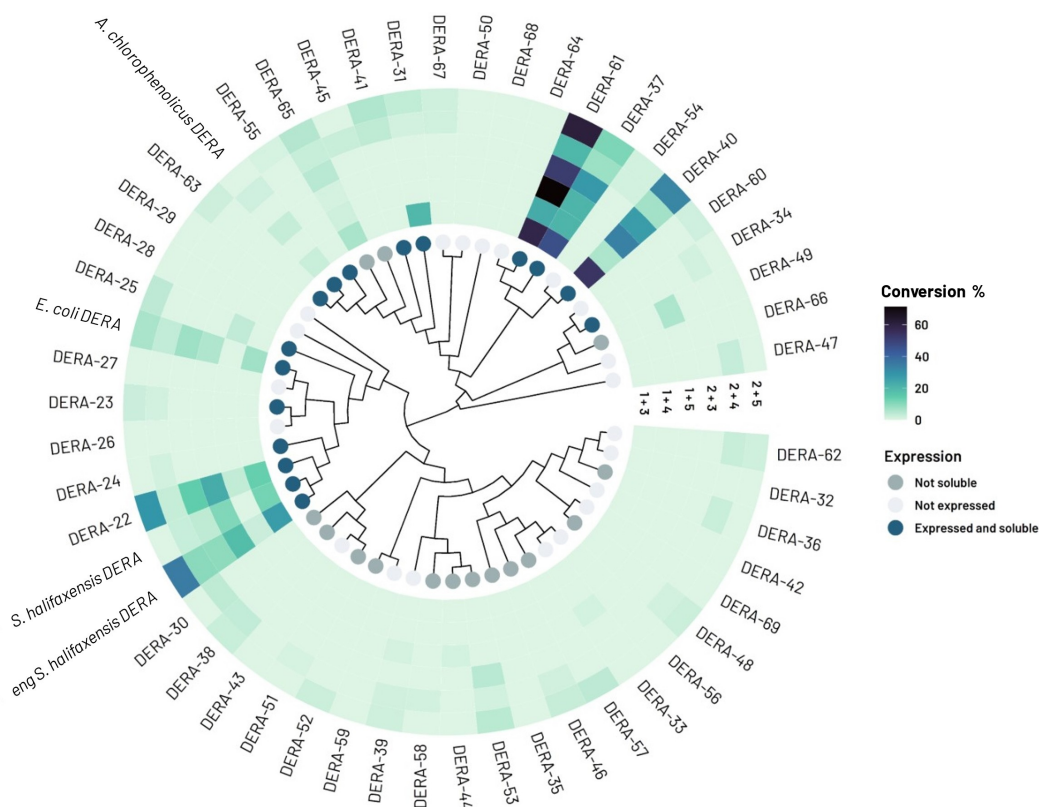 A. chlorophenolicus DERA
DERA-55
DERA-65
DERA-45
DERA-41
DERA-31
DERA-67
DERA-50
DERA-68
DERA-64
DERA-61
DERA-37
DERA-54
DERA-40
DERA-60
DERA-34
DERA-49
DERA-66
DERA-47
1+3
1+4
1+5
2+3
2+4
2+5
DERA-62
DERA-32
DERA-36
DERA-42
DERA-69
DERA-48
DERA-56
DERA-33
DERA-57
DERA-46
DERA-35
DERA-53
DERA-44
DERA-58
DERA-39
DERA-59
DERA-52
DERA-51
DERA-43
DERA-38
DERA-30
eng S. halifaxensis DERA
S. halifaxensis DERA
DERA-22
DERA-24
DERA-26
DERA-23
DERA-27
E. coli DERA
DERA-25
DERA-28
DERA-29
DERA-63
Conversion %
60
40
20
0
Expression
Not soluble
Not expressed
Expressed and soluble